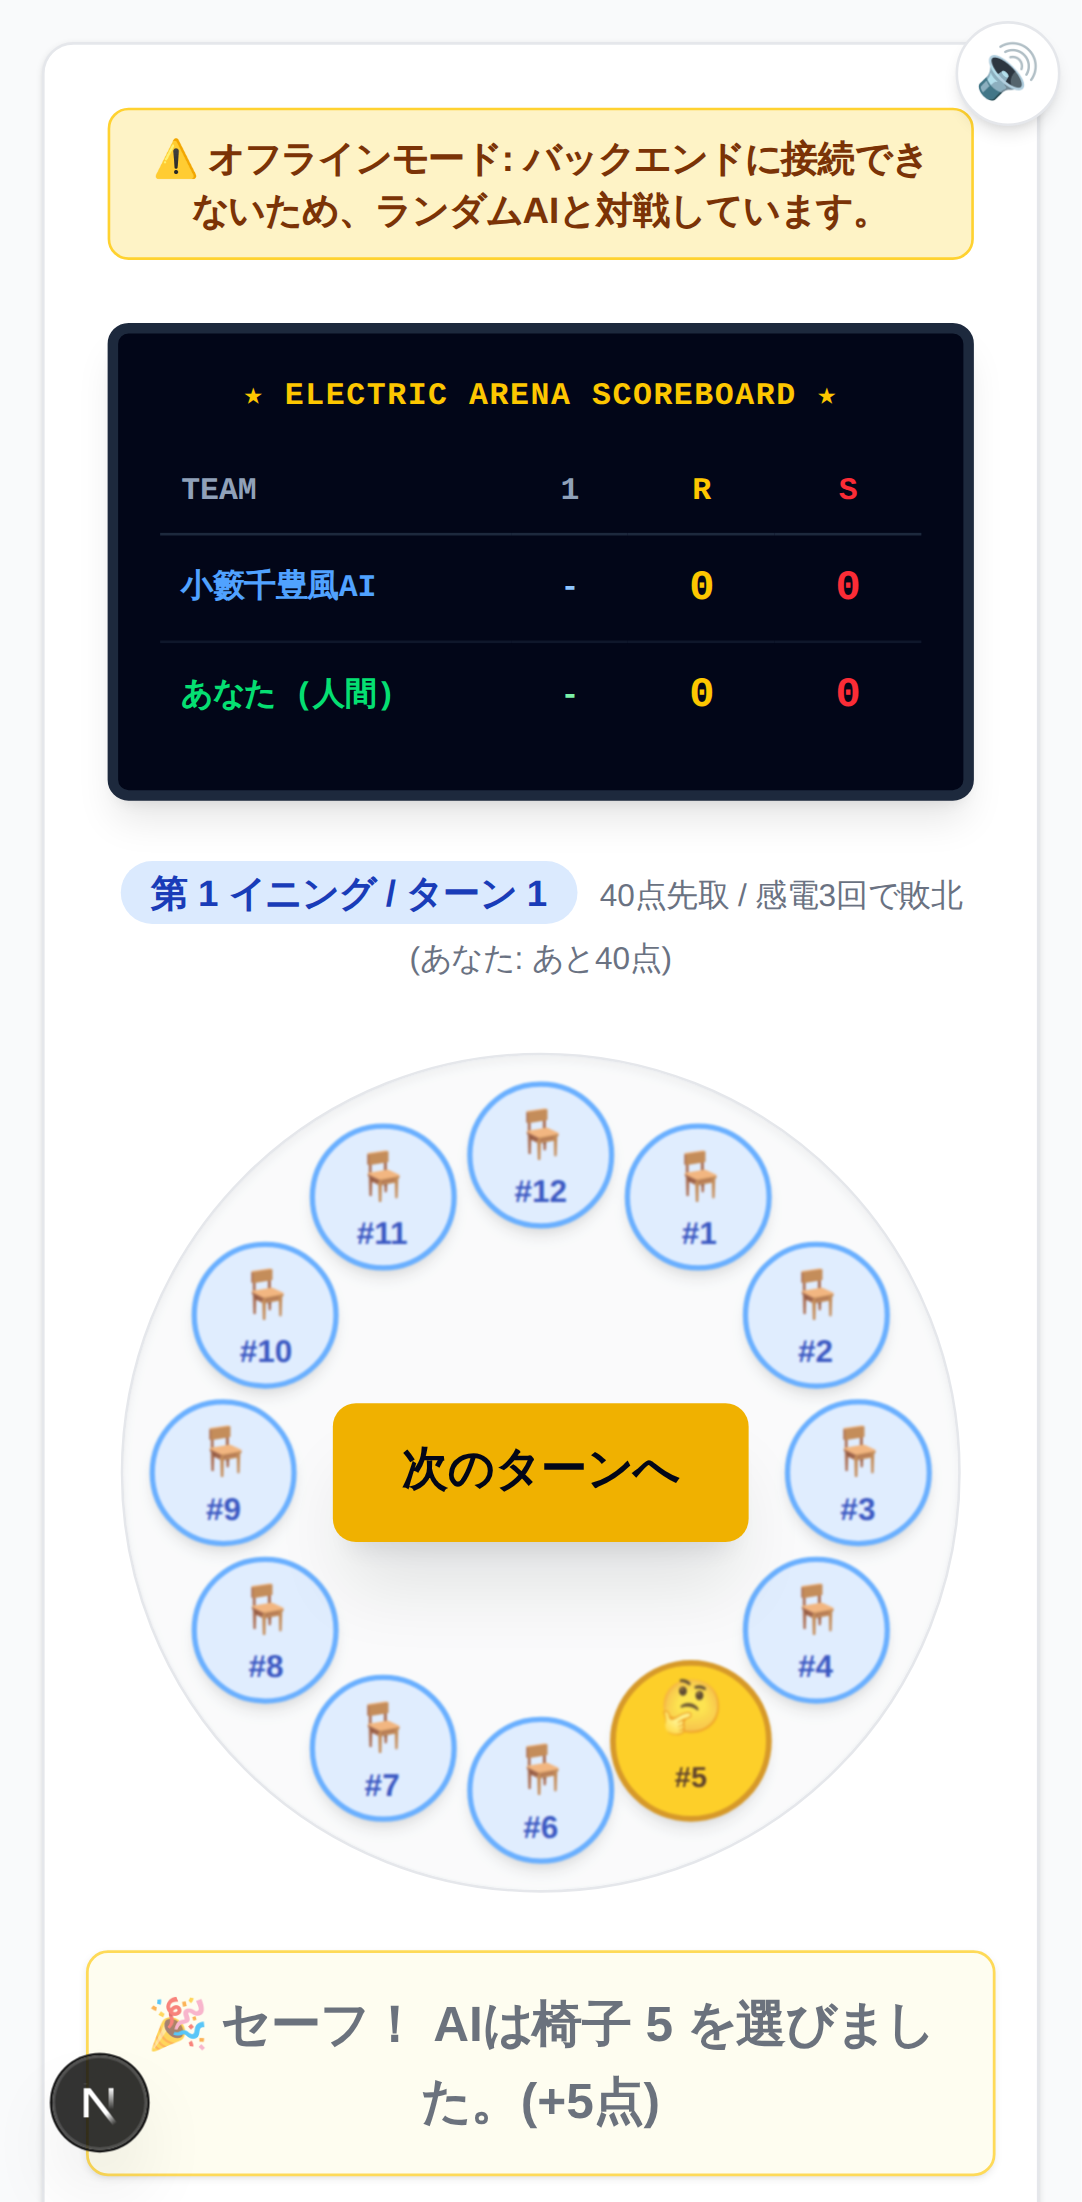 ⚠️ オフラインモード: バックエンドに接続でき
ないため、ランダムAIと対戦しています。
★ ELECTRIC ARENA SCOREBOARD ★
TEAM 1 R S
小籔千豊風AI - 0 0
あなた (人間) - 0 0
第 1 イニング / ターン 1 40点先取 / 感電3回で敗北
(あなた: あと40点)
#12
#11 #1
#10 #2
次のターンへ
#9 #3
#8 #4
#7 #5
#6
🎉 セーフ！ AIは椅子 5 を選びまし
た。(+5点)
N